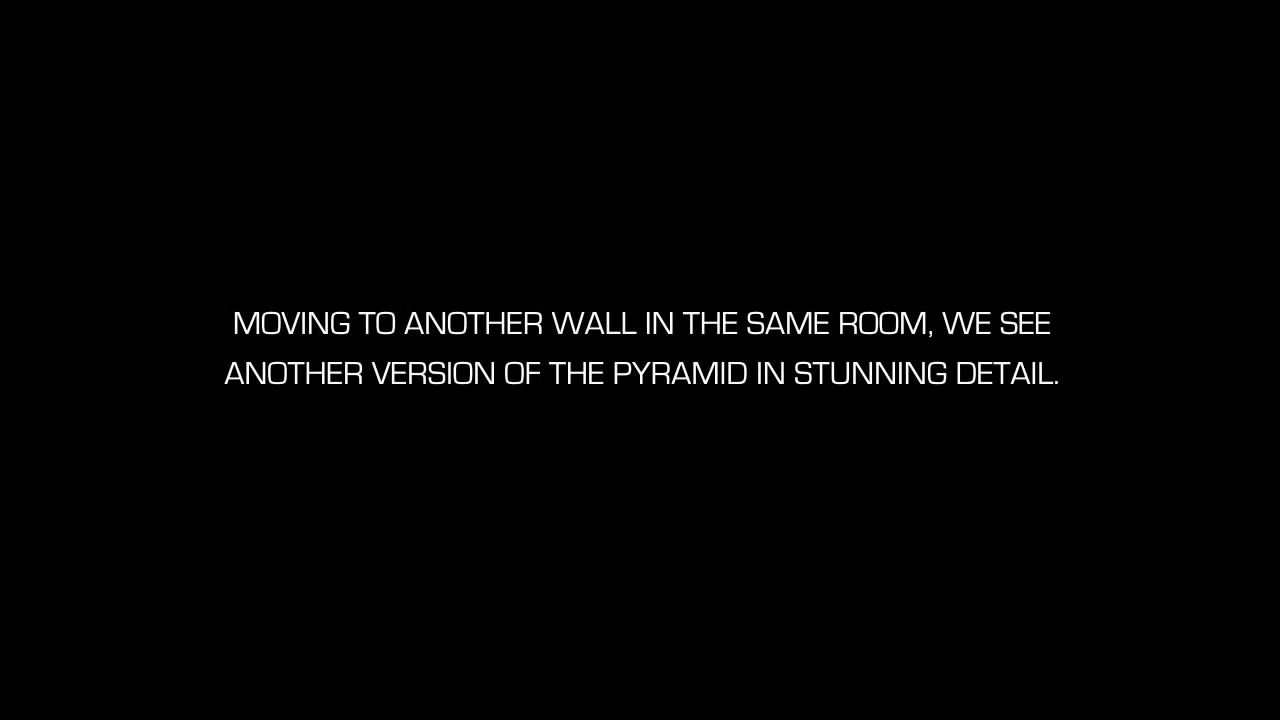 MOVING TO ANOTHER WALL IN THE SAME ROOM, WE SEE
ANOTHER VERSION OF THE PYRAMID IN STUNNING DETAIL.